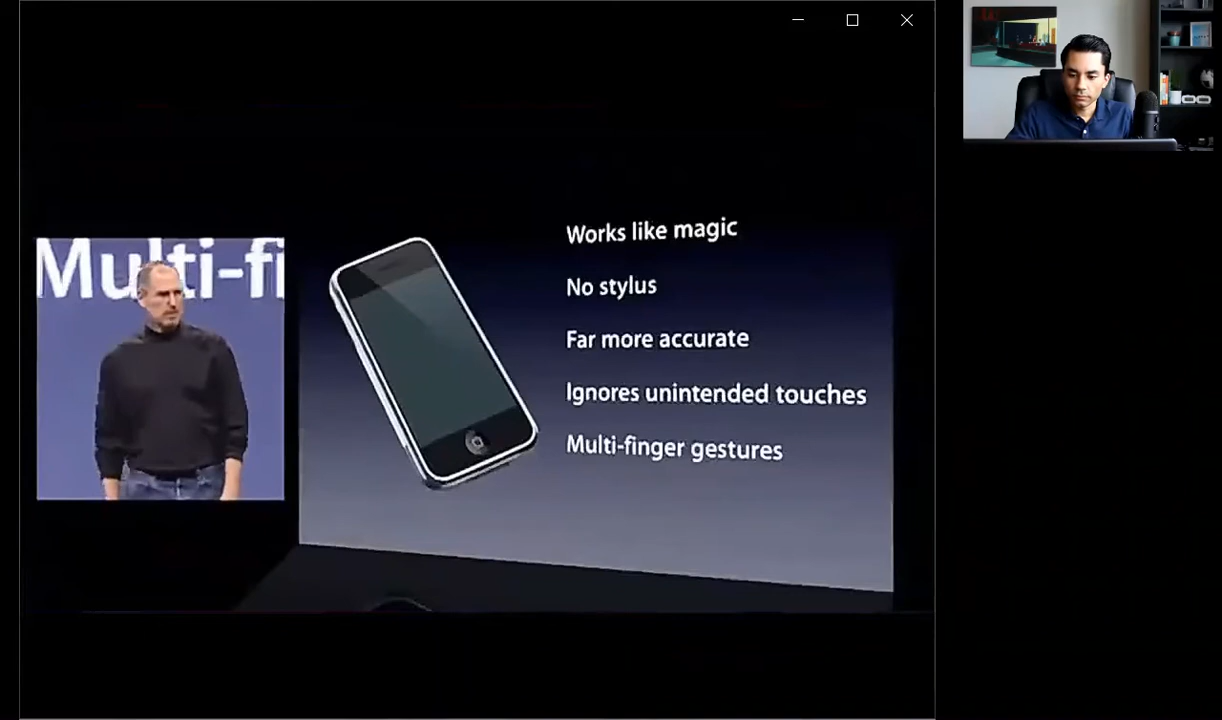 Multi-fi
Works like magic
No stylus
Far more accurate
Ignores unintended touches
Multi-finger gestures